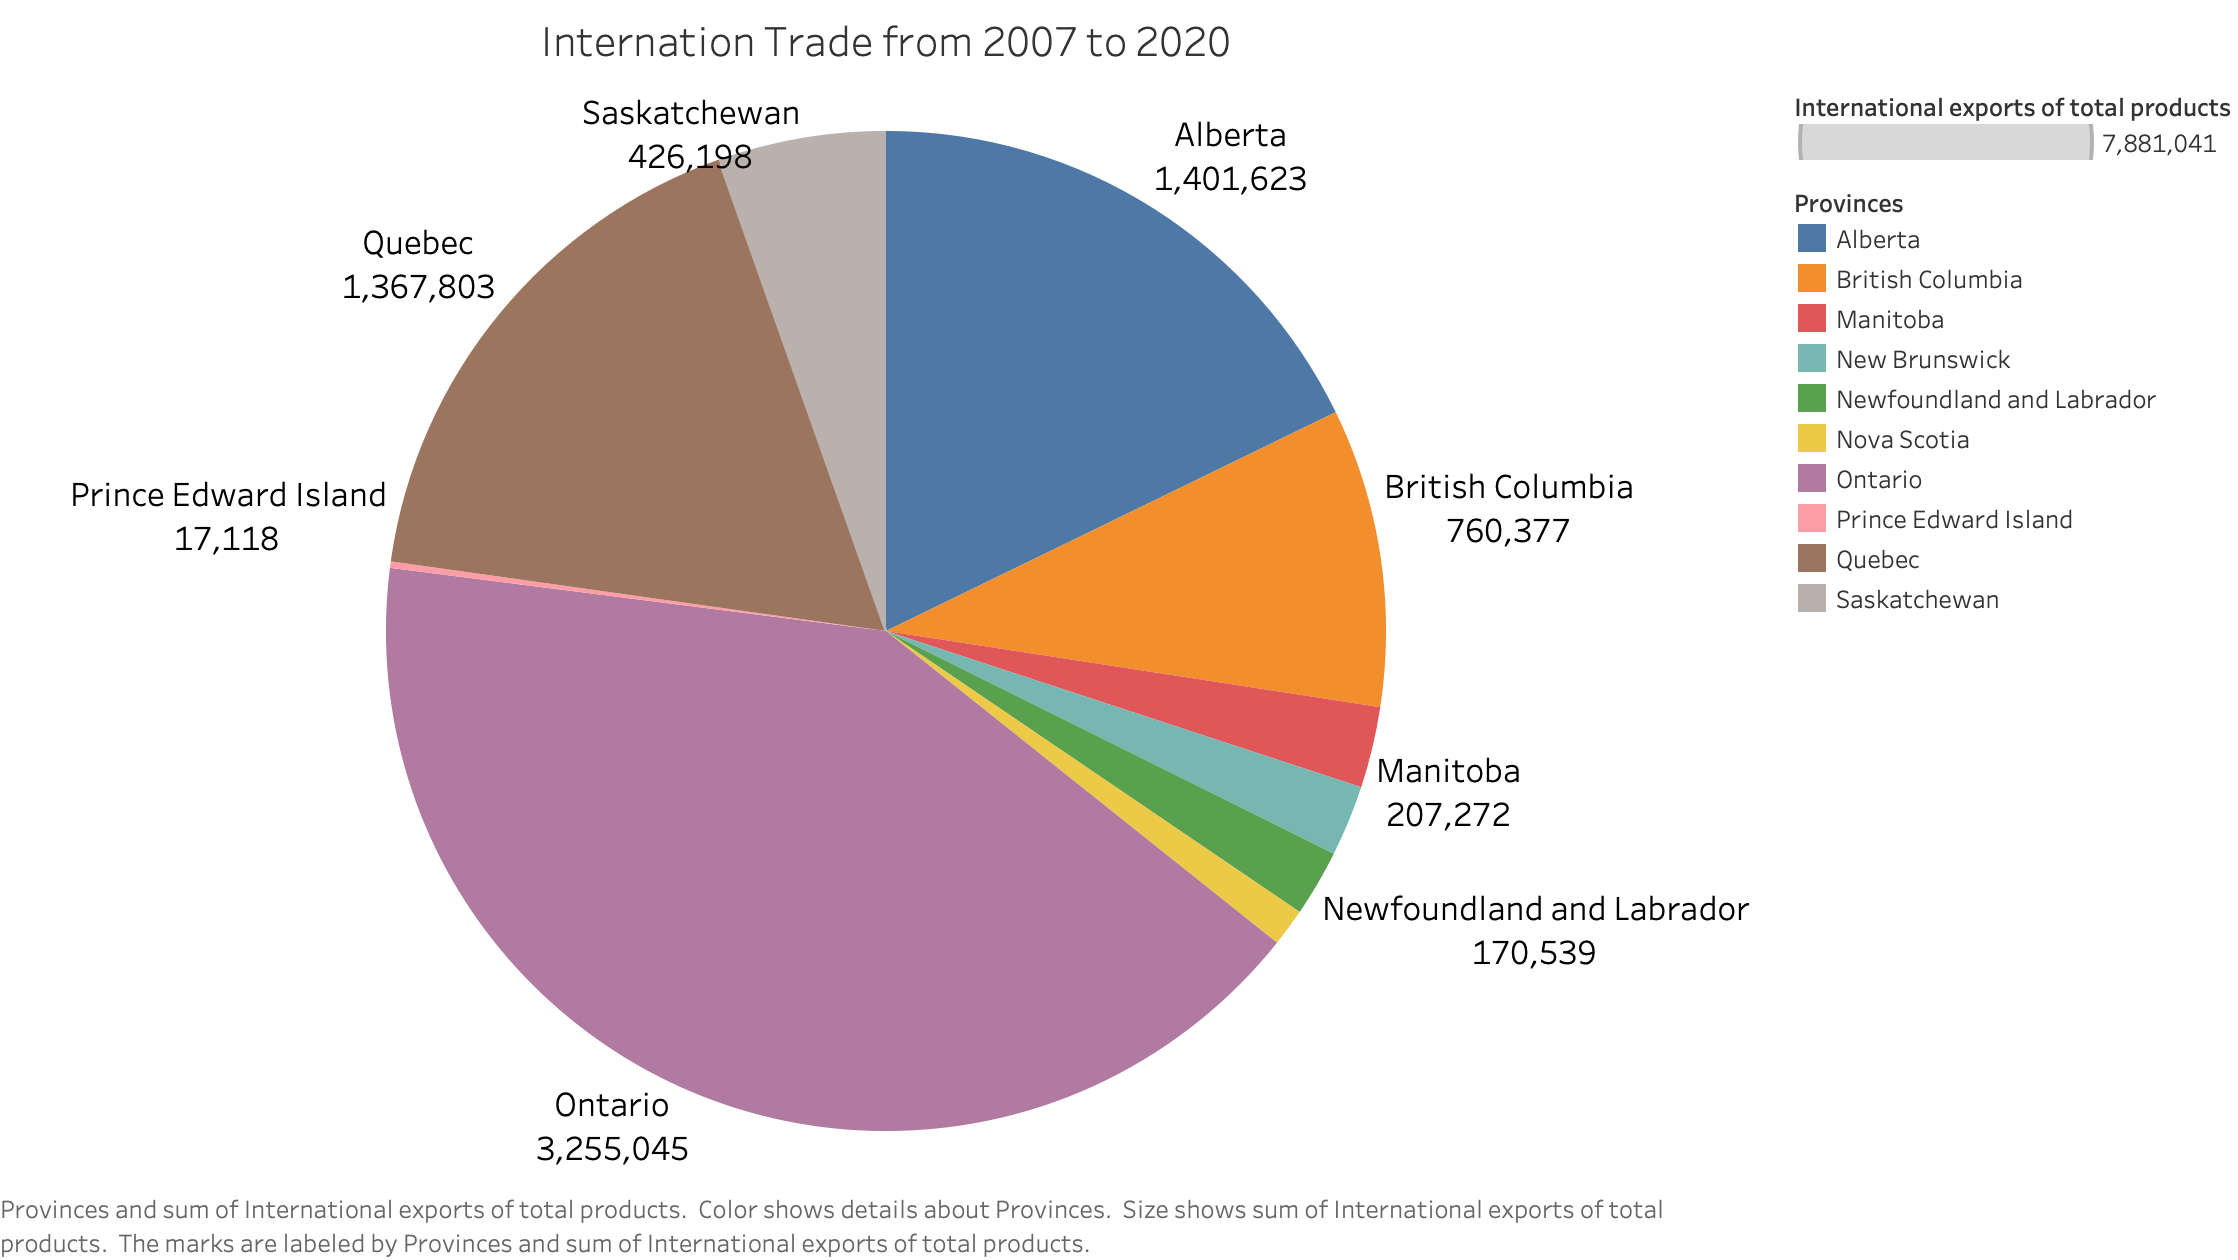 Internation Trade from 2007 to 2020
Saskatchewan
426,198
Alberta
1,401,623
Quebec
1,367,803
British Columbia
760,377
Prince Edward Island
17,118
Manitoba
207,272
Newfoundland and Labrador
170,539
Ontario
3,255,045
International exports of total products
7,881,041
Provinces
Alberta
British Columbia
Manitoba
New Brunswick
Newfoundland and Labrador
Nova Scotia
Ontario
Prince Edward Island
Quebec
Saskatchewan
Provinces and sum of International exports of total products.  Color shows details about Provinces.  Size shows sum of International exports of total
products.  The marks are labeled by Provinces and sum of International exports of total products.